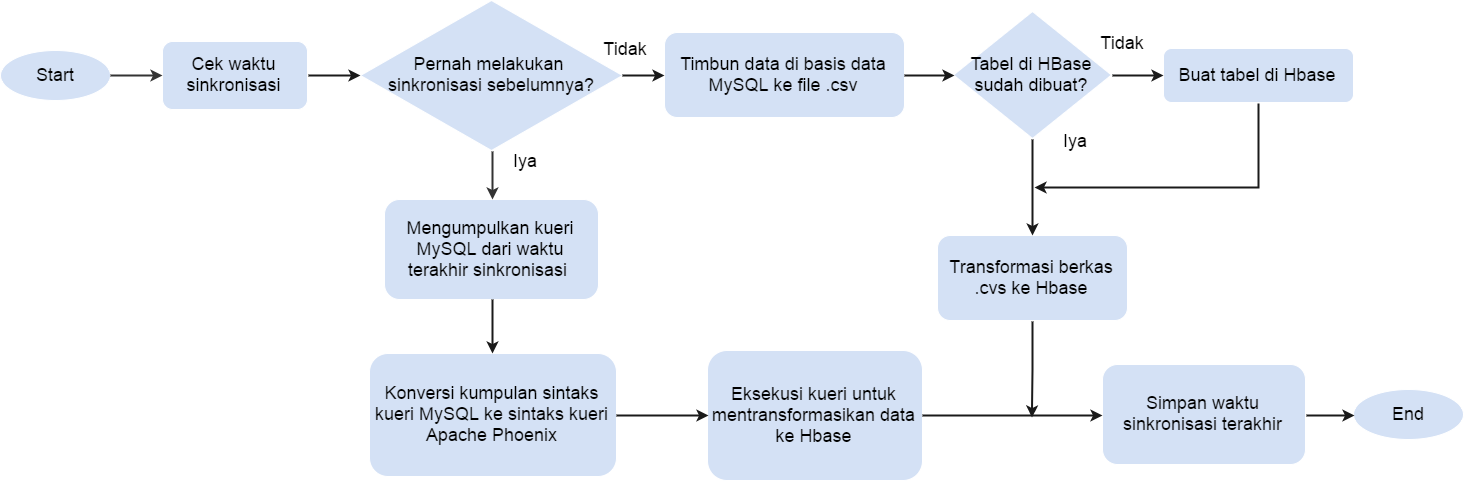 Start
Cek waktu
sinkronisasi
Pernah melakukan
sinkronisasi sebelumnya?
Tidak
Timbun data di basis data
MySQL ke file .csv
Tabel di HBase
sudah dibuat?
Tidak
Buat tabel di Hbase
Iya
Iya
Mengumpulkan kueri
MySQL dari waktu
terakhir sinkronisasi
Transformasi berkas
.cvs ke Hbase
Konversi kumpulan sintaks
kueri MySQL ke sintaks kueri
Apache Phoenix
Eksekusi kueri untuk
mentransformasikan data
ke Hbase
Simpan waktu
sinkronisasi terakhir
End